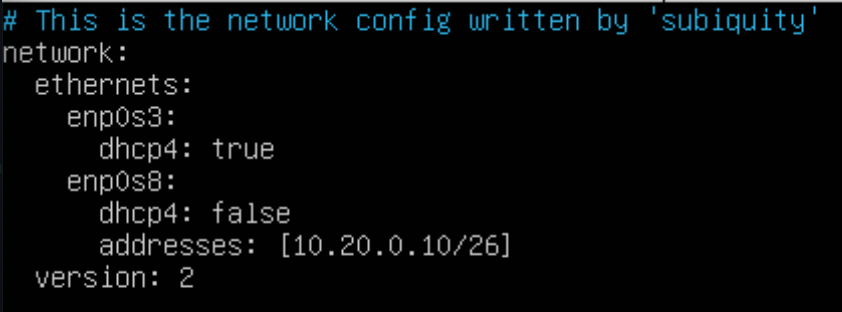 # This is the network config written by 'subiquity'
network:
  ethernets:
    enp0s3:
      dhcp4: true
    enp0s8:
      dhcp4: false
      addresses: [10.20.0.10/26]
  version: 2